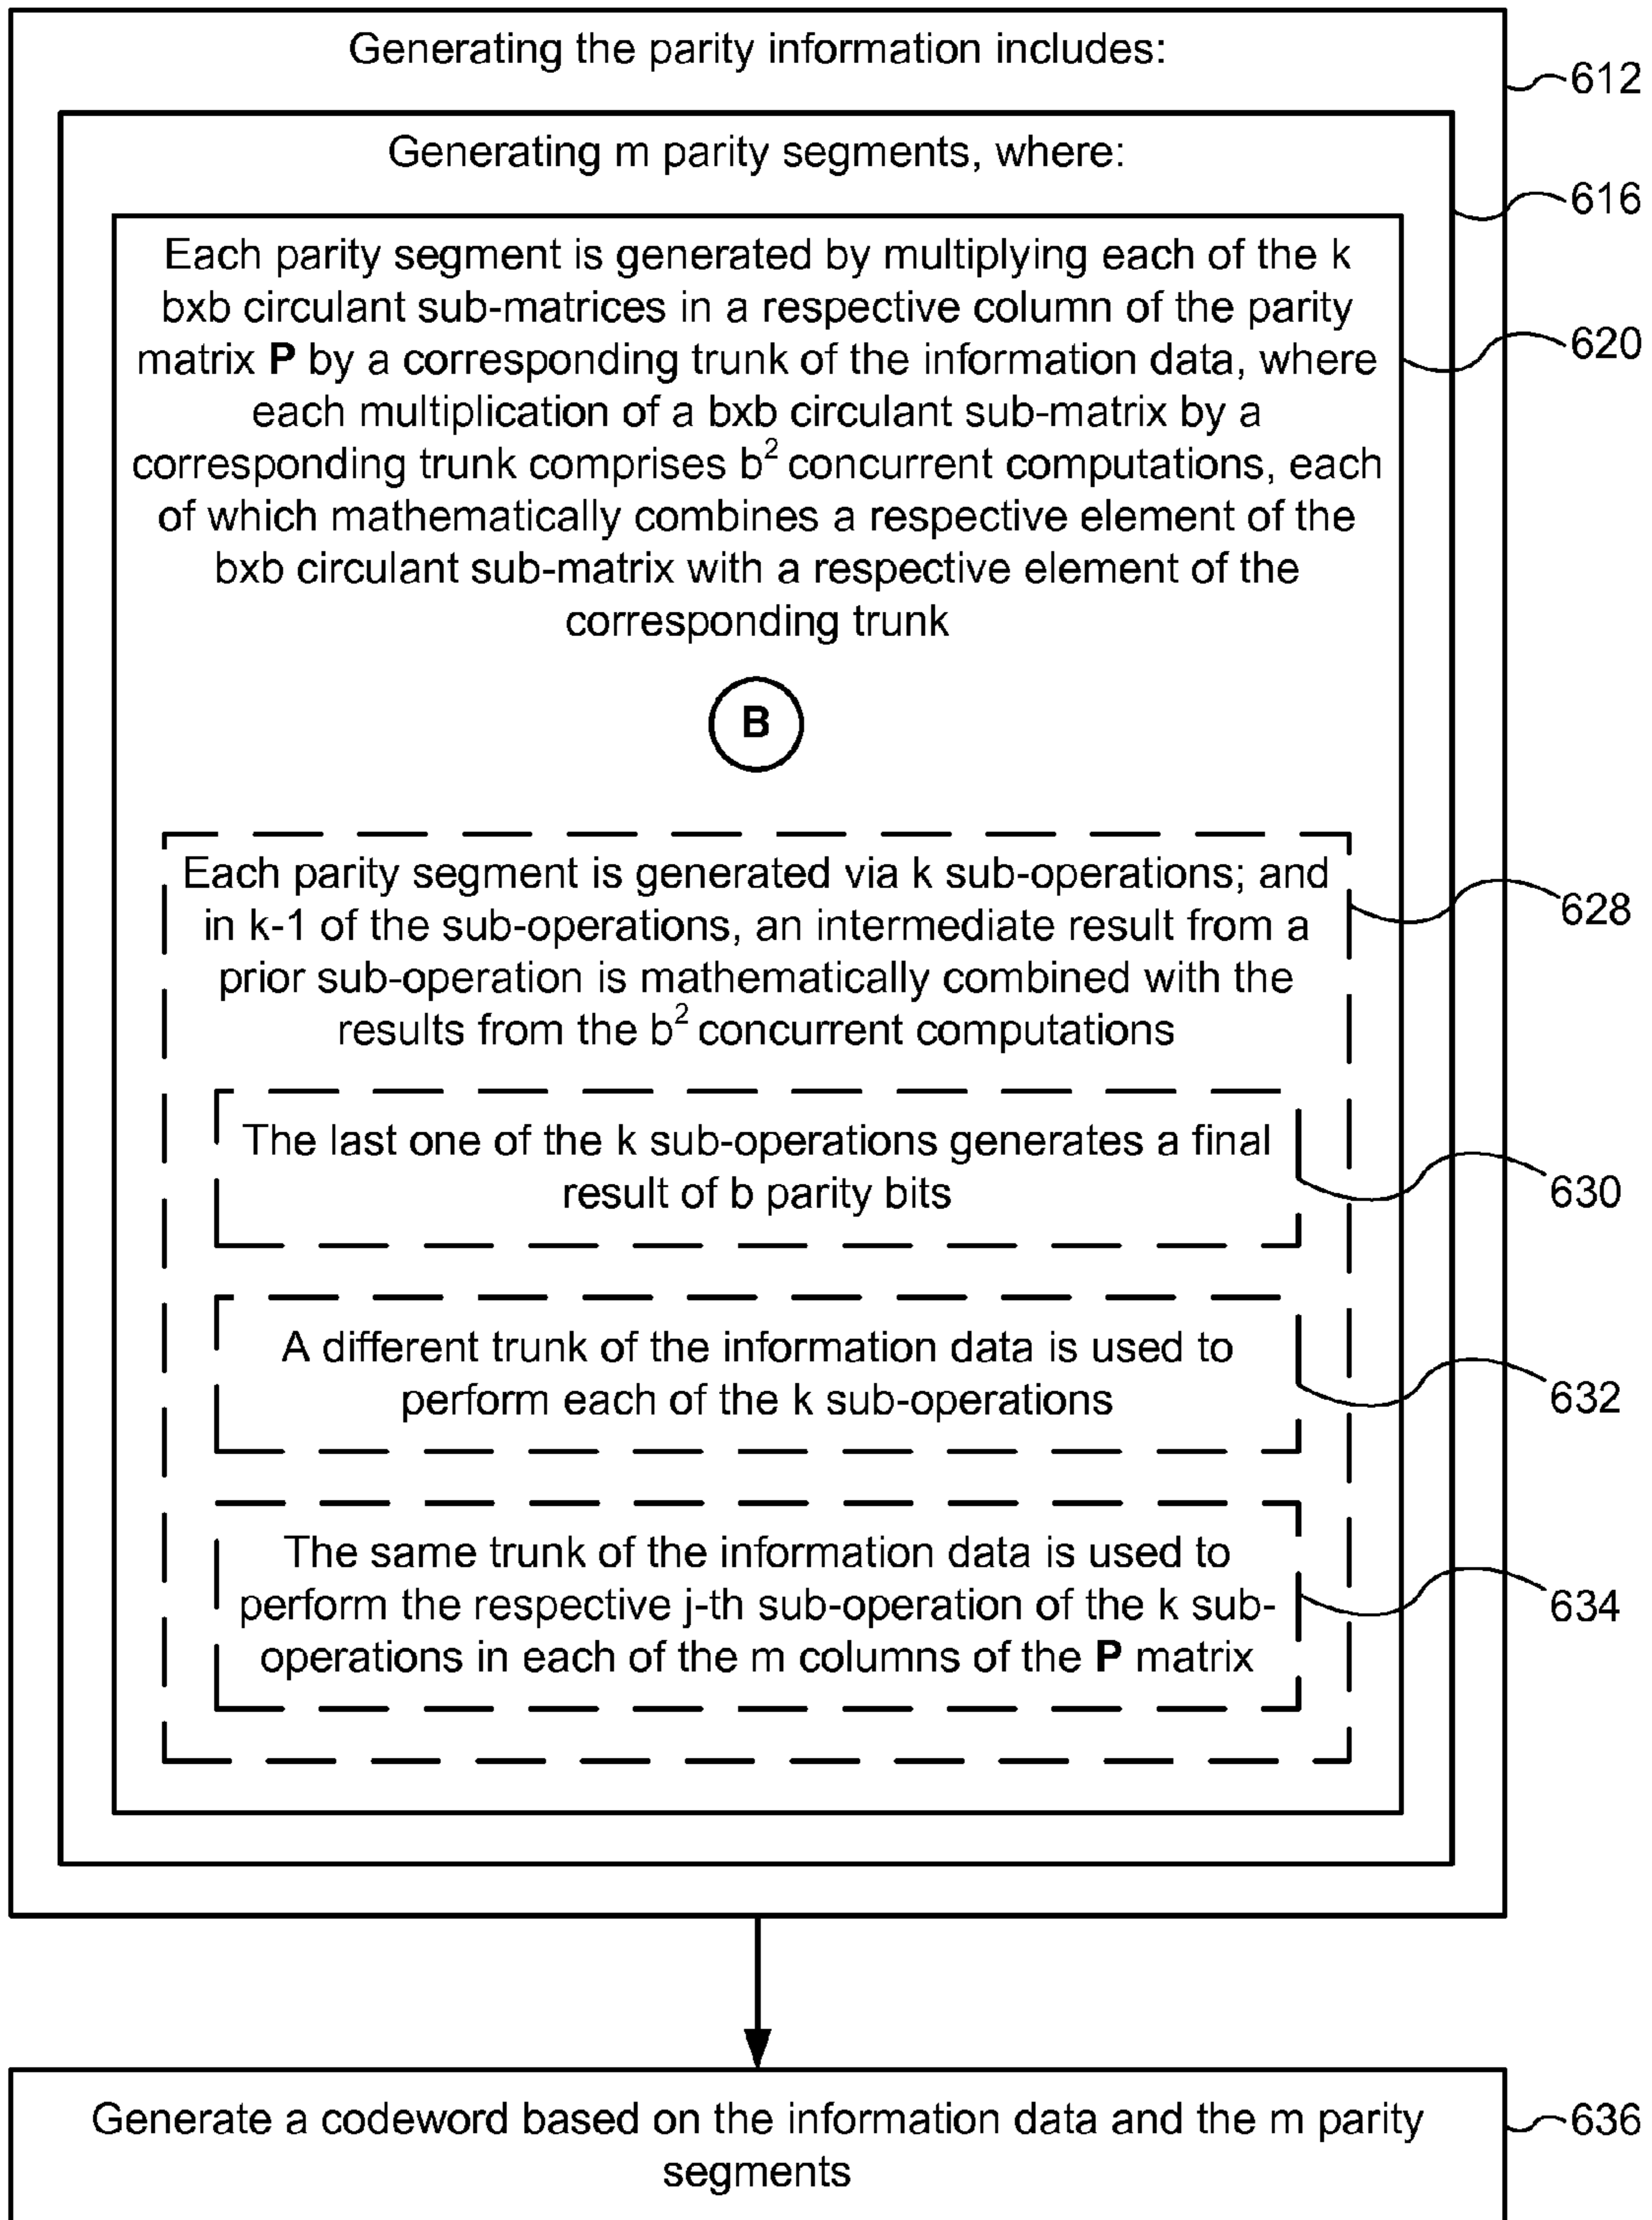 Generating the parity information includes:
612
Generating m parity segments, where:
616
Each parity segment is generated by multiplying each of the k
bxb circulant sub-matrices in a respective column of the parity
matrix P by a corresponding trunk of the information data, where
620
each multiplication of a bxb circulant sub-matrix by a
corresponding trunk comprises b² concurrent computations, each
of which mathematically combines a respective element of the
bxb circulant sub-matrix with a respective element of the
corresponding trunk
B
Each parity segment is generated via k sub-operations; and
in k-1 of the sub-operations, an intermediate result from a
628
prior sub-operation is mathematically combined with the
results from the b² concurrent computations
The last one of the k sub-operations generates a final
result of b parity bits
630
A different trunk of the information data is used to
perform each of the k sub-operations
632
The same trunk of the information data is used to
perform the respective j-th sub-operation of the k sub-
operations in each of the m columns of the P matrix
634
Generate a codeword based on the information data and the m parity
segments
636